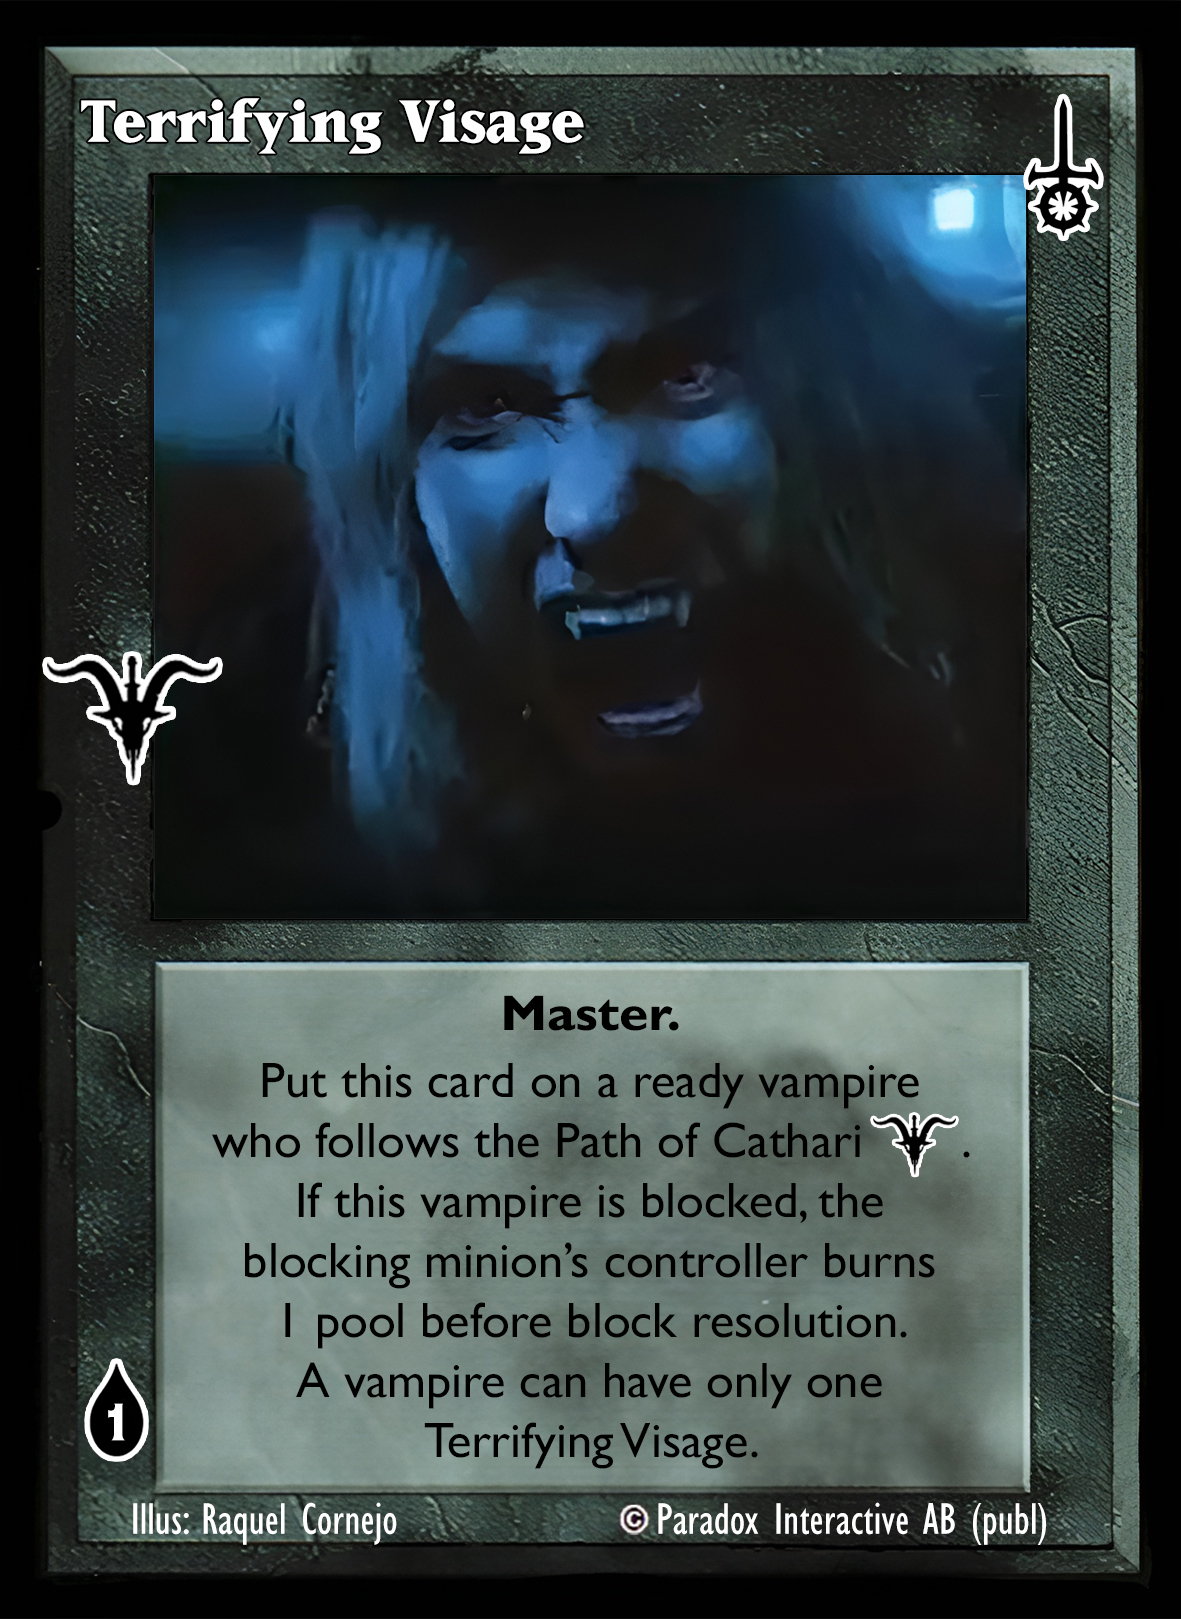 Terrifying Visage
Master.
Put this card on a ready vampire
who follows the Path of Cathari .
If this vampire is blocked, the
blocking minion’s controller burns
1 pool before block resolution.
A vampire can have only one
Terrifying Visage.
1
Illus: Raquel Cornejo
© Paradox Interactive AB (publ)